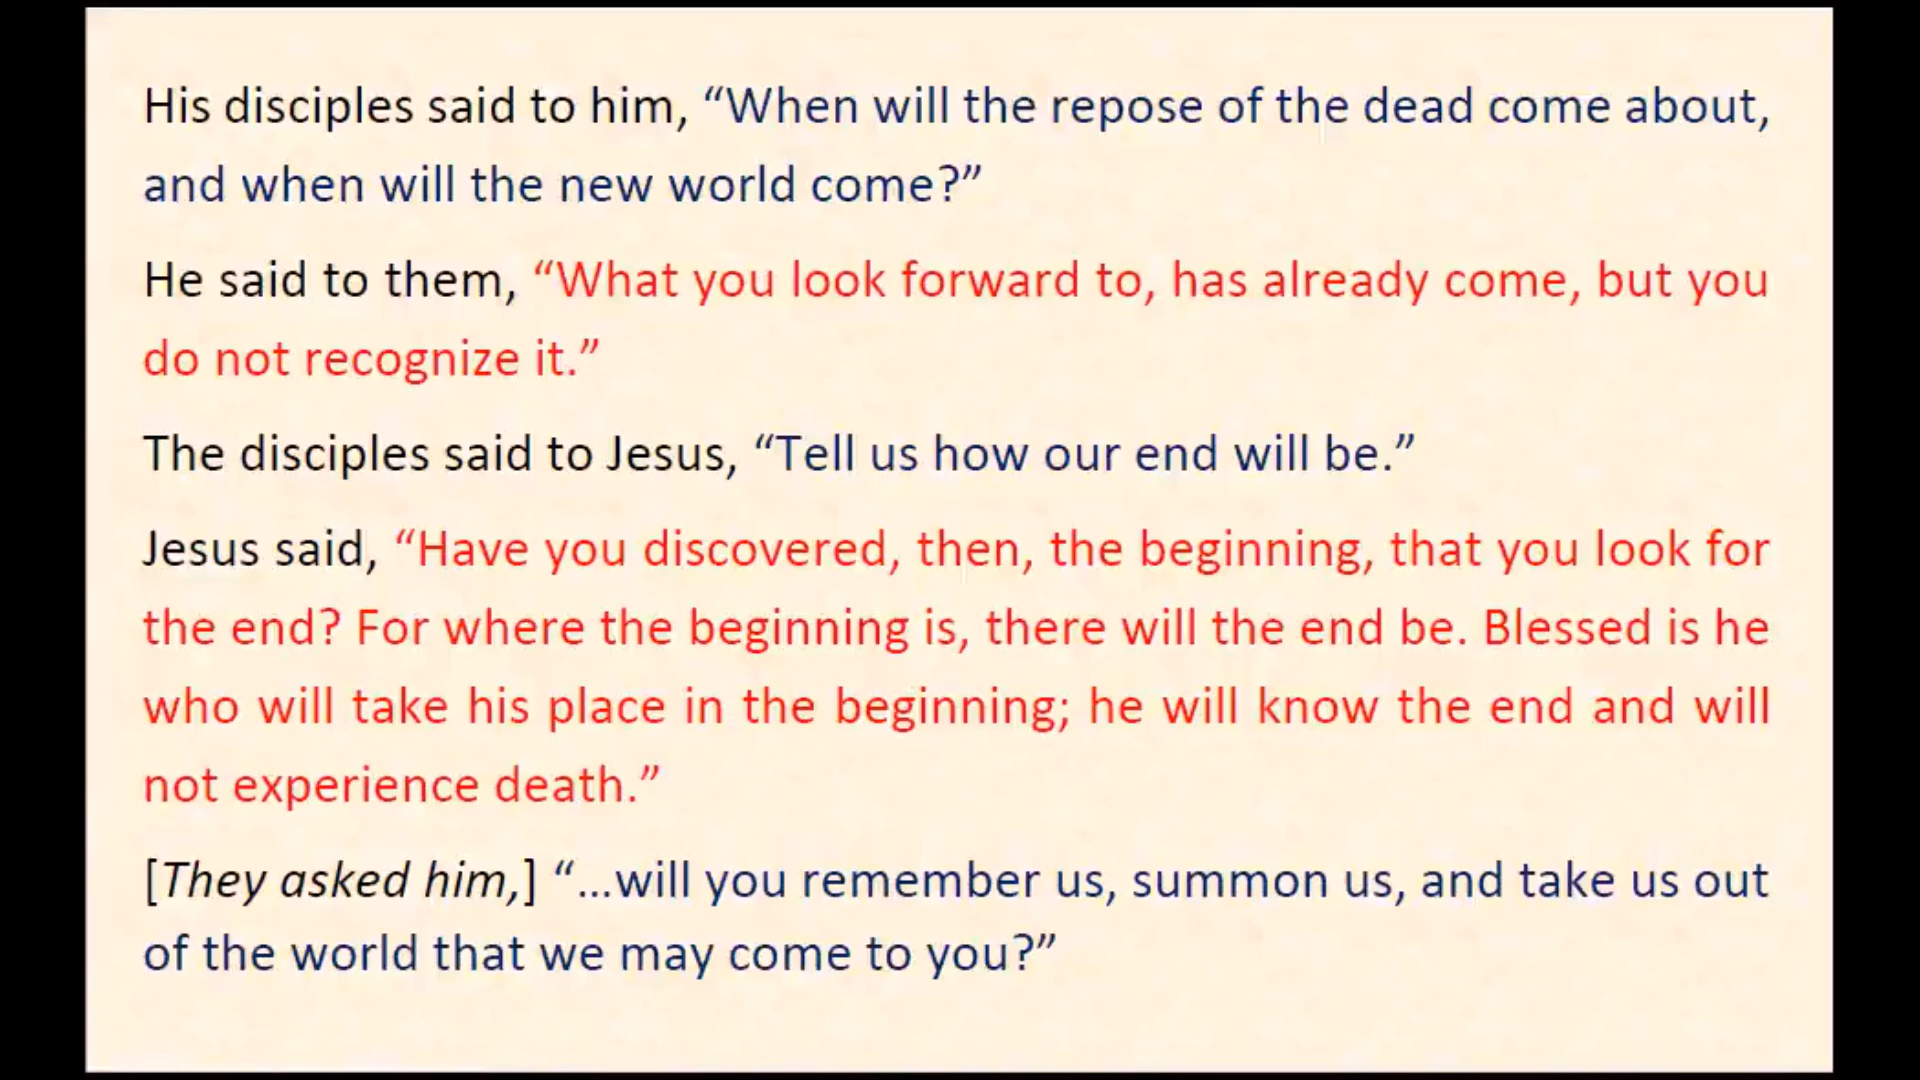 His disciples said to him, “When will the repose of the dead come about,
and when will the new world come?”
He said to them, “What you look forward to, has already come, but you
do not recognize it.”
The disciples said to Jesus, “Tell us how our end will be.”
Jesus said, “Have you discovered, then, the beginning, that you look for
the end? For where the beginning is, there will the end be. Blessed is he
who will take his place in the beginning; he will know the end and will
not experience death.”
[They asked him,] “…will you remember us, summon us, and take us out
of the world that we may come to you?”